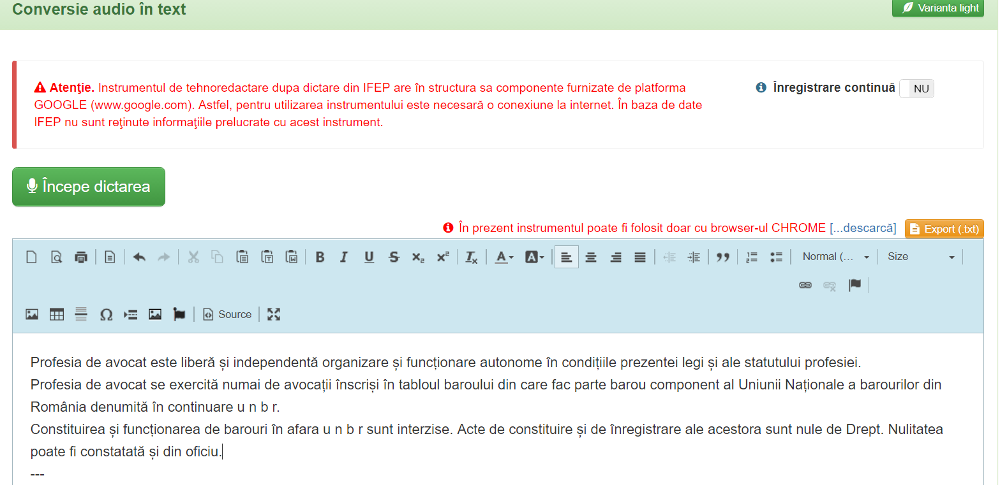 Conversie audio în text
Varianta light
Atenţie. Instrumentul de tehnoredactare dupa dictare din IFEP are în structura sa componente furnizate de platforma
GOOGLE (www.google.com). Astfel, pentru utilizarea instrumentului este necesară o conexiune la internet. În baza de date
IFEP nu sunt reţinute informaţiile prelucrate cu acest instrument.
Înregistrare continuă NU
Începe dictarea
În prezent instrumentul poate fi folosit doar cu browser-ul CHROME [...descarcă]
Export (.txt)
Normal (... Size
Source
Profesia de avocat este liberă și independentă organizare și funcționare autonome în condițiile prezentei legi și ale statutului profesiei.
Profesia de avocat se exercită numai de avocații înscriși în tabloul baroului din care fac parte barou component al Uniunii Naționale a barourilor din
România denumită în continuare u n b r.
Constituirea și funcționarea de barouri în afara u n b r sunt interzise. Acte de constituire și de înregistrare ale acestora sunt nule de Drept. Nulitatea
poate fi constatată și din oficiu.
---